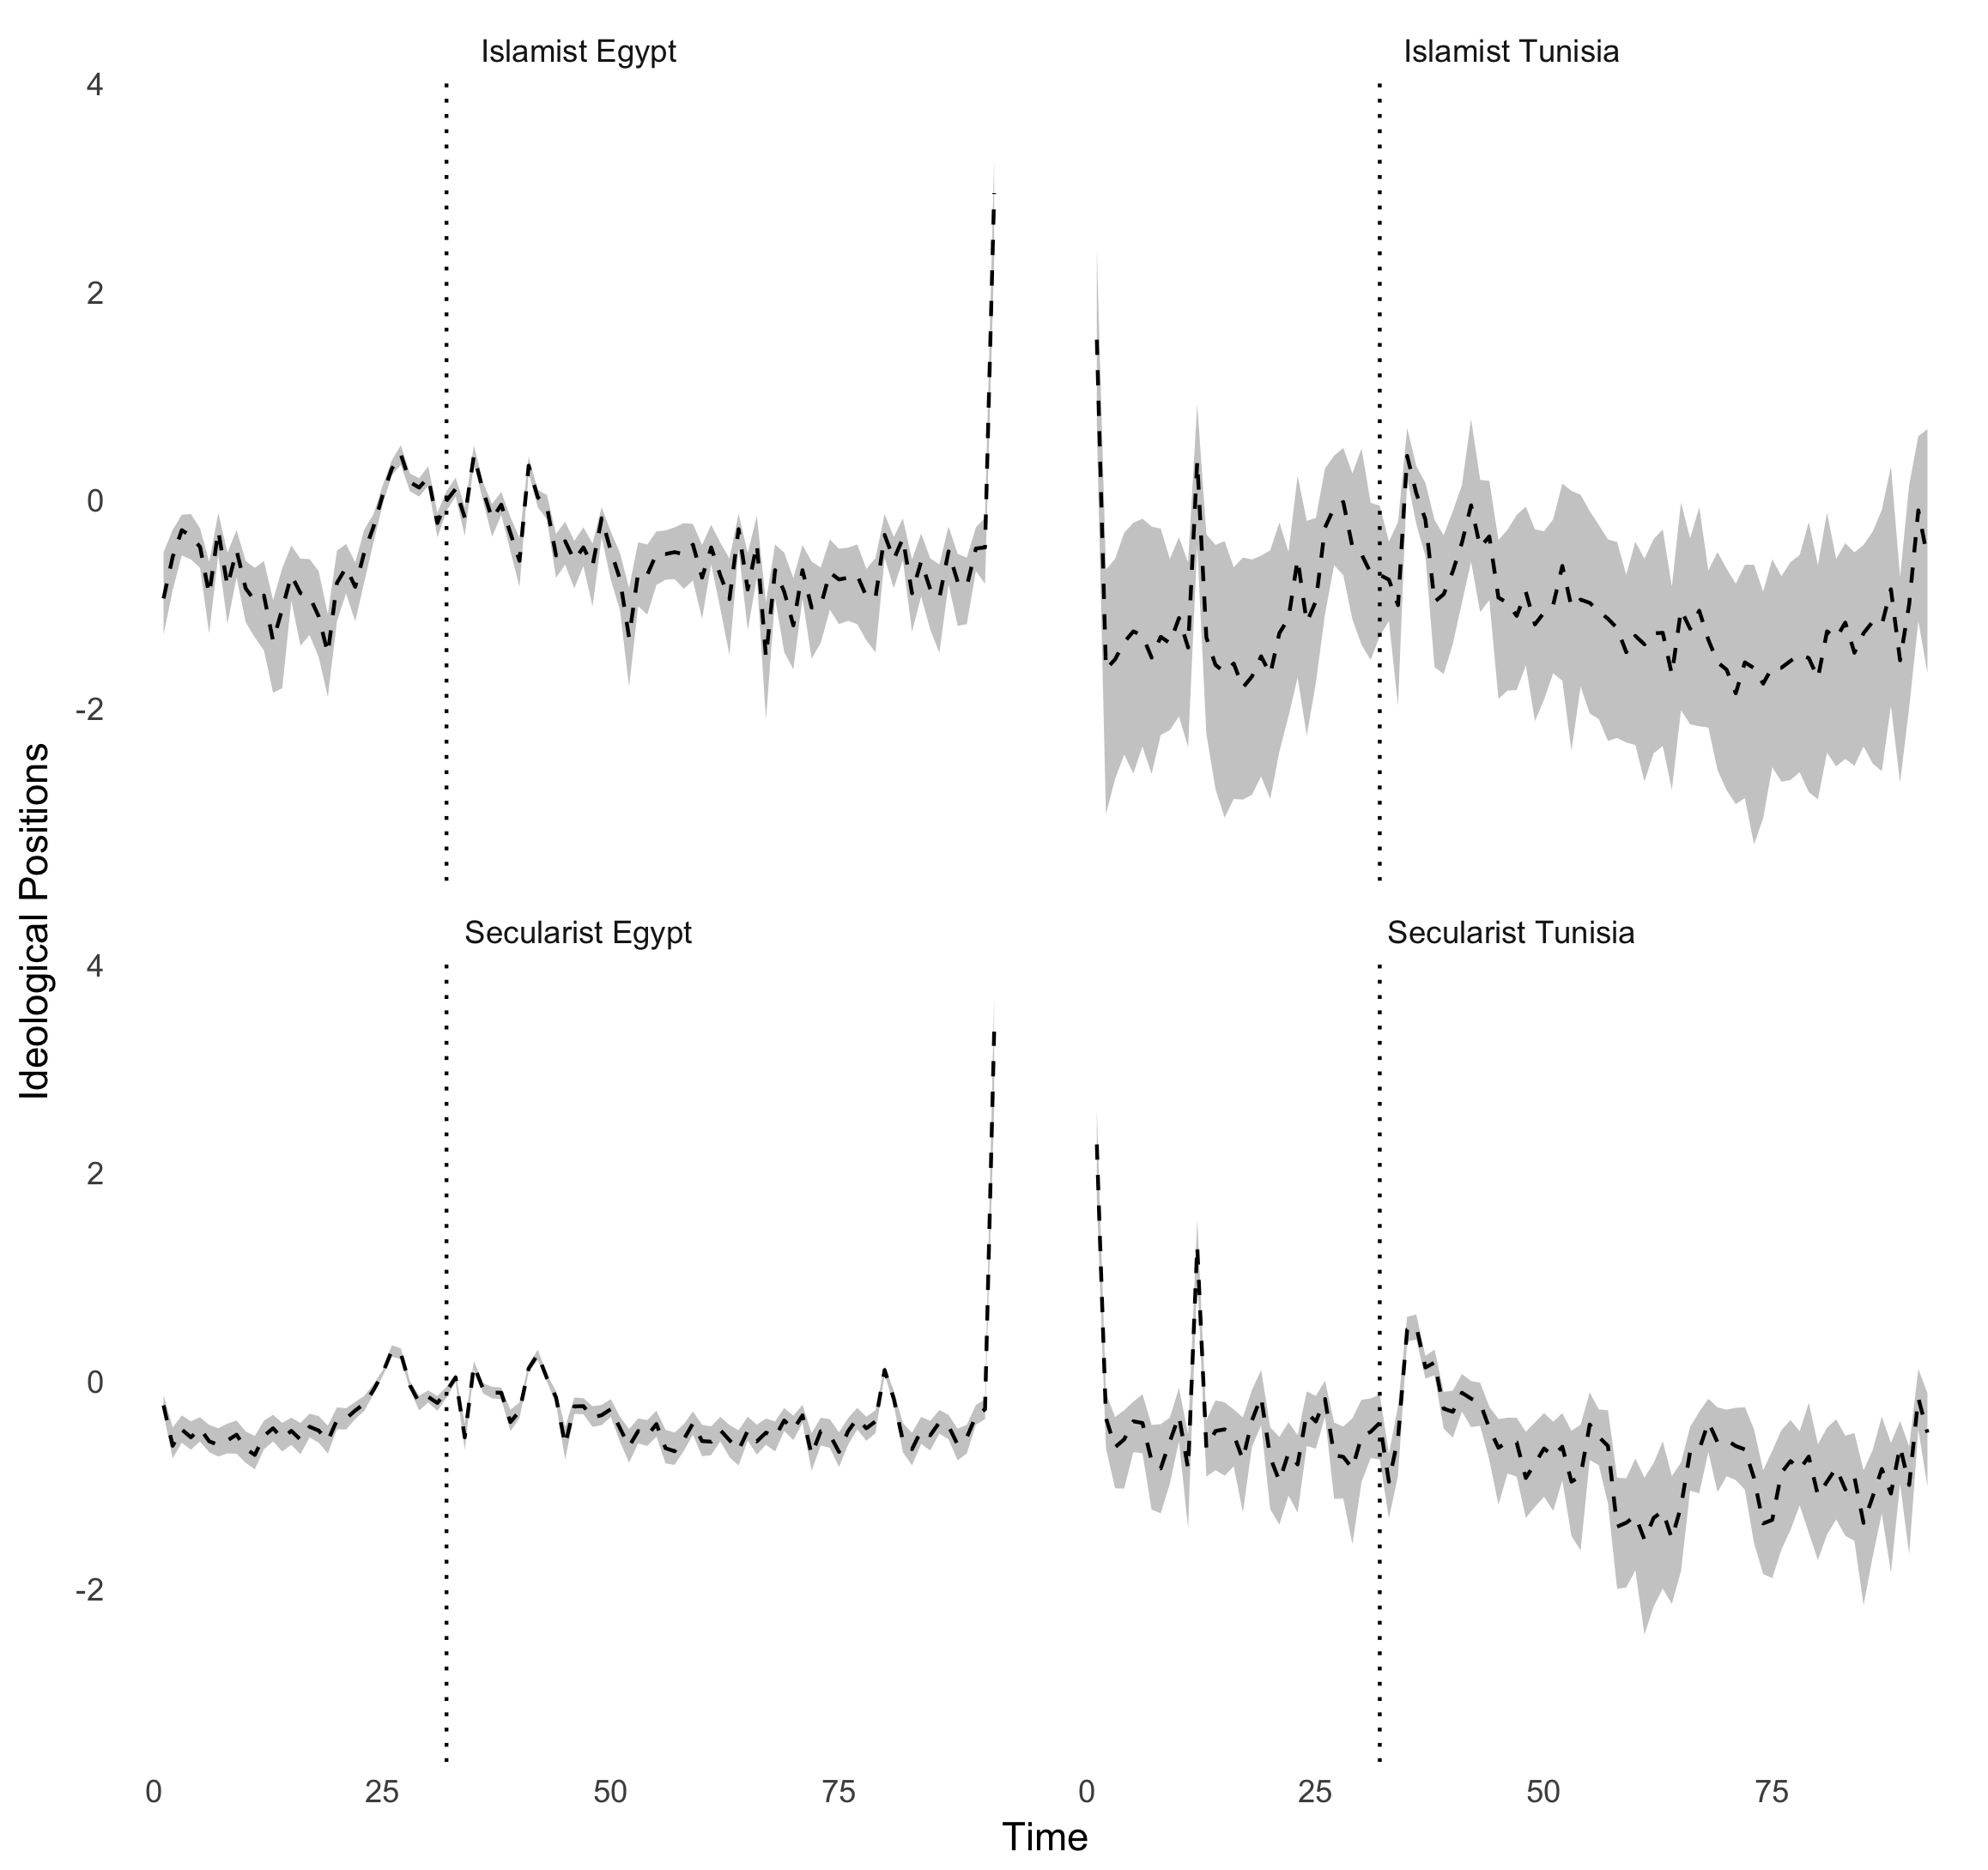 Islamist Egypt
Islamist Tunisia
4
2
0
-2
Ideological Positions
Secularist Egypt
Secularist Tunisia
4
2
0
-2
0 25 50 75 0 25 50 75
Time